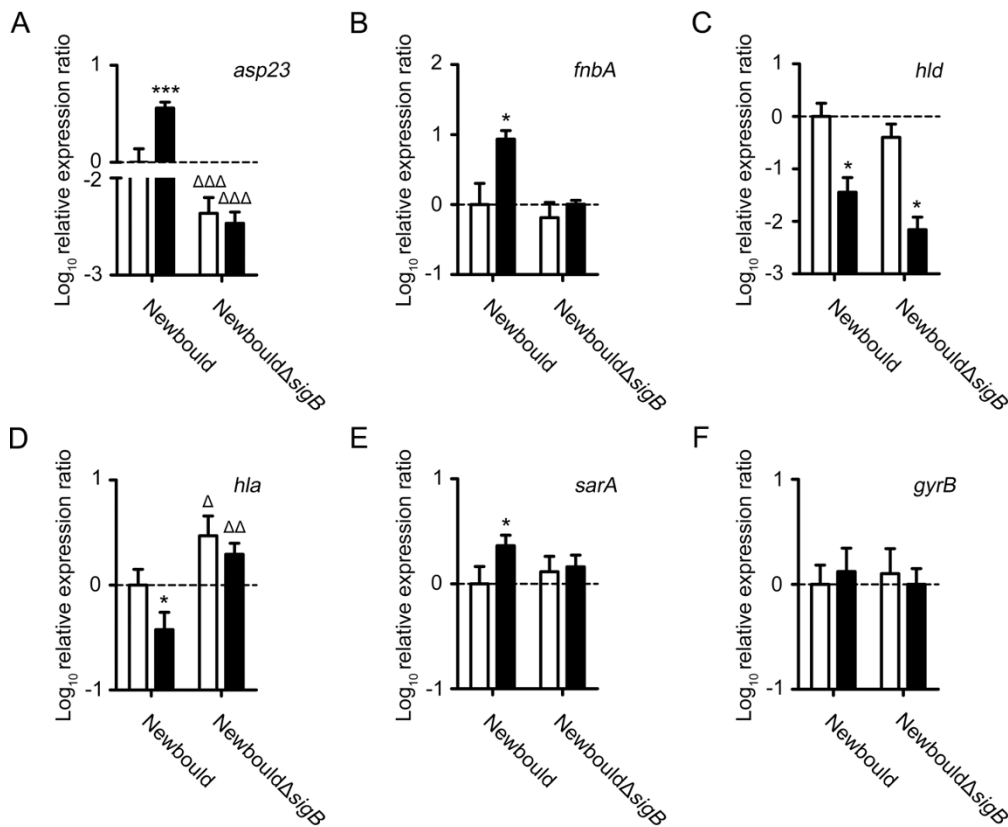 A
Log₁₀ relative expression ratio
asp23
1
0
-2
-3
***
ΔΔΔ
ΔΔΔ
Newbould
NewbouldΔsigB
B
Log₁₀ relative expression ratio
fnbA
2
1
0
-1
*
Newbould
NewbouldΔsigB
C
Log₁₀ relative expression ratio
hld
1
0
-1
-2
-3
*
*
Newbould
NewbouldΔsigB
D
Log₁₀ relative expression ratio
hla
1
0
-1
*
Δ
ΔΔ
Newbould
NewbouldΔsigB
E
Log₁₀ relative expression ratio
sarA
1
0
-1
*
Newbould
NewbouldΔsigB
F
Log₁₀ relative expression ratio
gyrB
1
0
-1
Newbould
NewbouldΔsigB